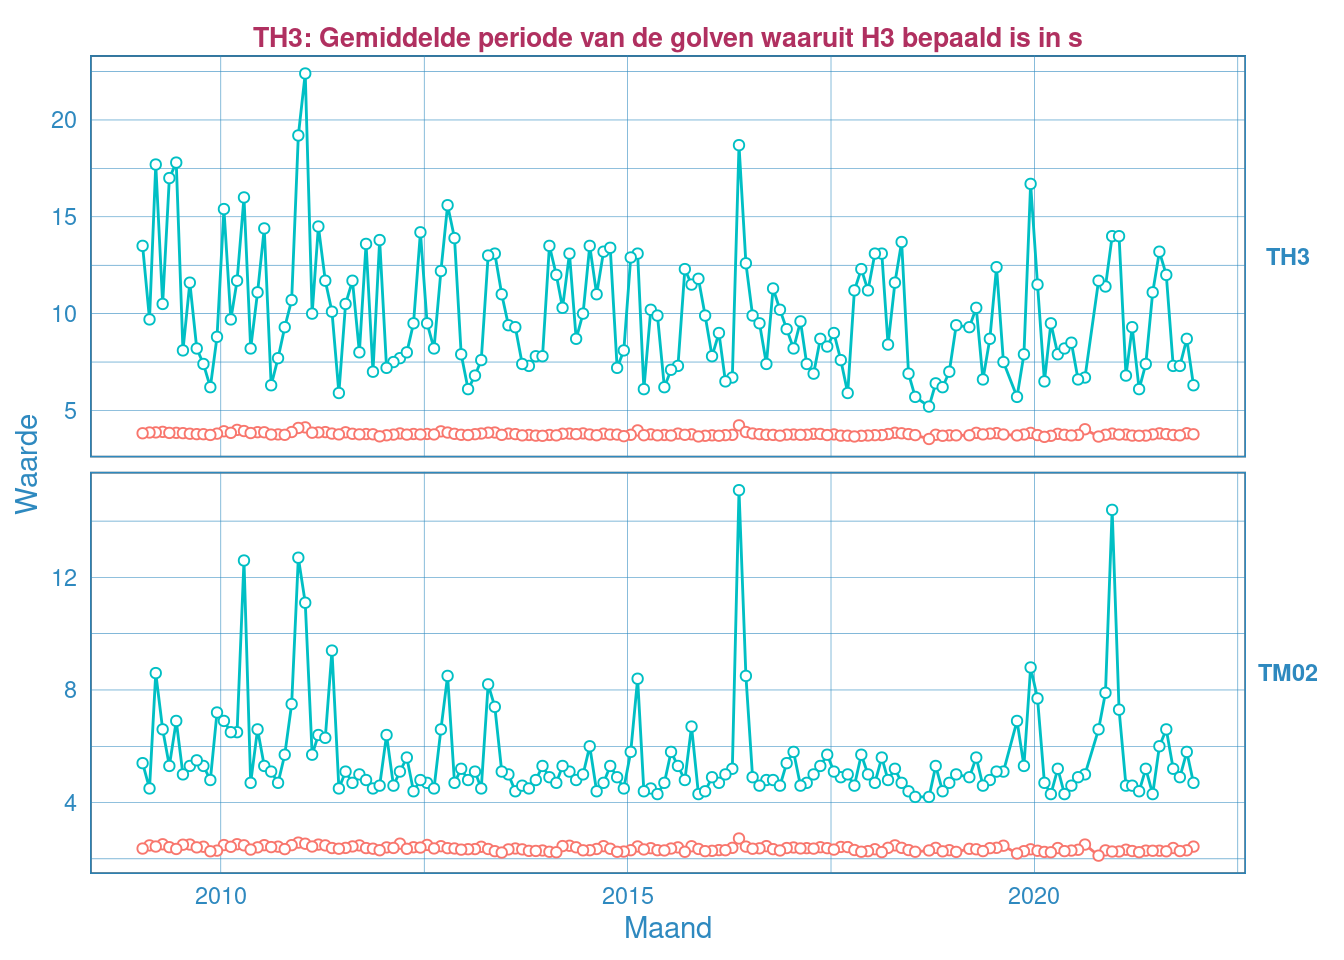 TH3: Gemiddelde periode van de golven waaruit H3 bepaald is in s
20
15
10
5
TH3
Waarde
12
8
4
TM02
2010
2015
2020
Maand